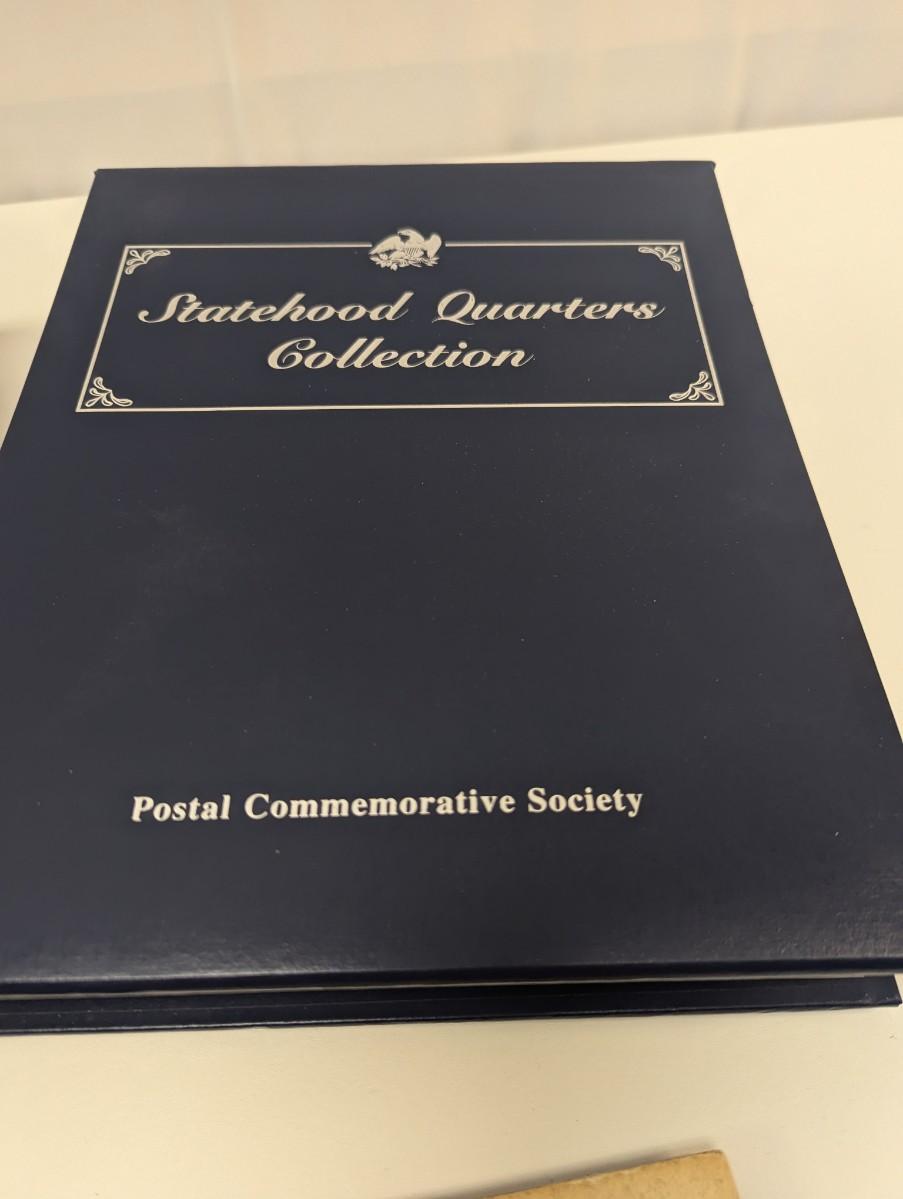 Statehood Quarters
Collection
Postal Commemorative Society